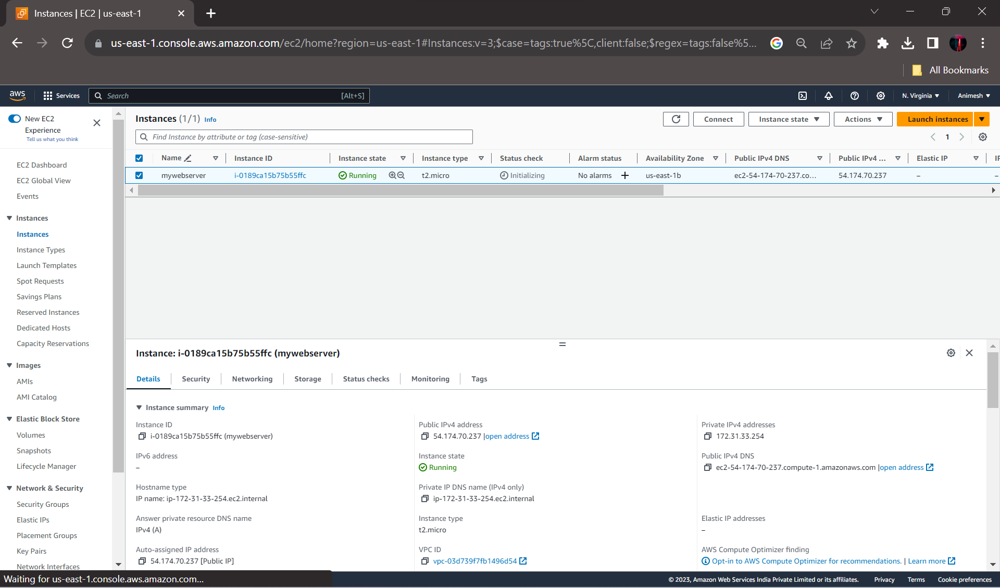 Instances | EC2 | us-east-1
us-east-1.console.aws.amazon.com/ec2/home?region=us-east-1#Instances:v=3;$case=tags:true%5C,client:false;$regex=tags:false%5...
All Bookmarks
aws Services Search [Alt+S] N. Virginia Animesh
New EC2
Experience
Tell us what you think
EC2 Dashboard
EC2 Global View
Events
Instances
Instances
Instance Types
Launch Templates
Spot Requests
Savings Plans
Reserved Instances
Dedicated Hosts
Capacity Reservations
Images
AMIs
AMI Catalog
Elastic Block Store
Volumes
Snapshots
Lifecycle Manager
Network & Security
Security Groups
Elastic IPs
Placement Groups
Key Pairs
Network Interfaces
Instances (1/1) Info Connect Instance state Actions Launch instances
Find Instance by attribute or tag (case-sensitive) 1
Name Instance ID Instance state Instance type Status check Alarm status Availability Zone Public IPv4 DNS Public IPv4 ... Elastic IP
mywebserver i-0189ca15b75b55ffc Running t2.micro Initializing No alarms us-east-1b ec2-54-174-70-237.co... 54.174.70.237 –
Instance: i-0189ca15b75b55ffc (mywebserver)
Details Security Networking Storage Status checks Monitoring Tags
Instance summary Info
Instance ID
i-0189ca15b75b55ffc (mywebserver)
Public IPv4 address
54.174.70.237 |open address
Private IPv4 addresses
172.31.33.254
IPv6 address
–
Instance state
Running
Public IPv4 DNS
ec2-54-174-70-237.compute-1.amazonaws.com |open address
Hostname type
IP name: ip-172-31-33-254.ec2.internal
Private IP DNS name (IPv4 only)
ip-172-31-33-254.ec2.internal
Answer private resource DNS name
IPv4 (A)
Instance type
t2.micro
Elastic IP addresses
–
Auto-assigned IP address
54.174.70.237 [Public IP]
VPC ID
vpc-03d739f7fb1496d54
AWS Compute Optimizer finding
Opt-in to AWS Compute Optimizer for recommendations. | Learn more
Waiting for us-east-1.console.aws.amazon.com...
© 2023, Amazon Web Services India Private Limited or its affiliates. Privacy Terms Cookie preferences